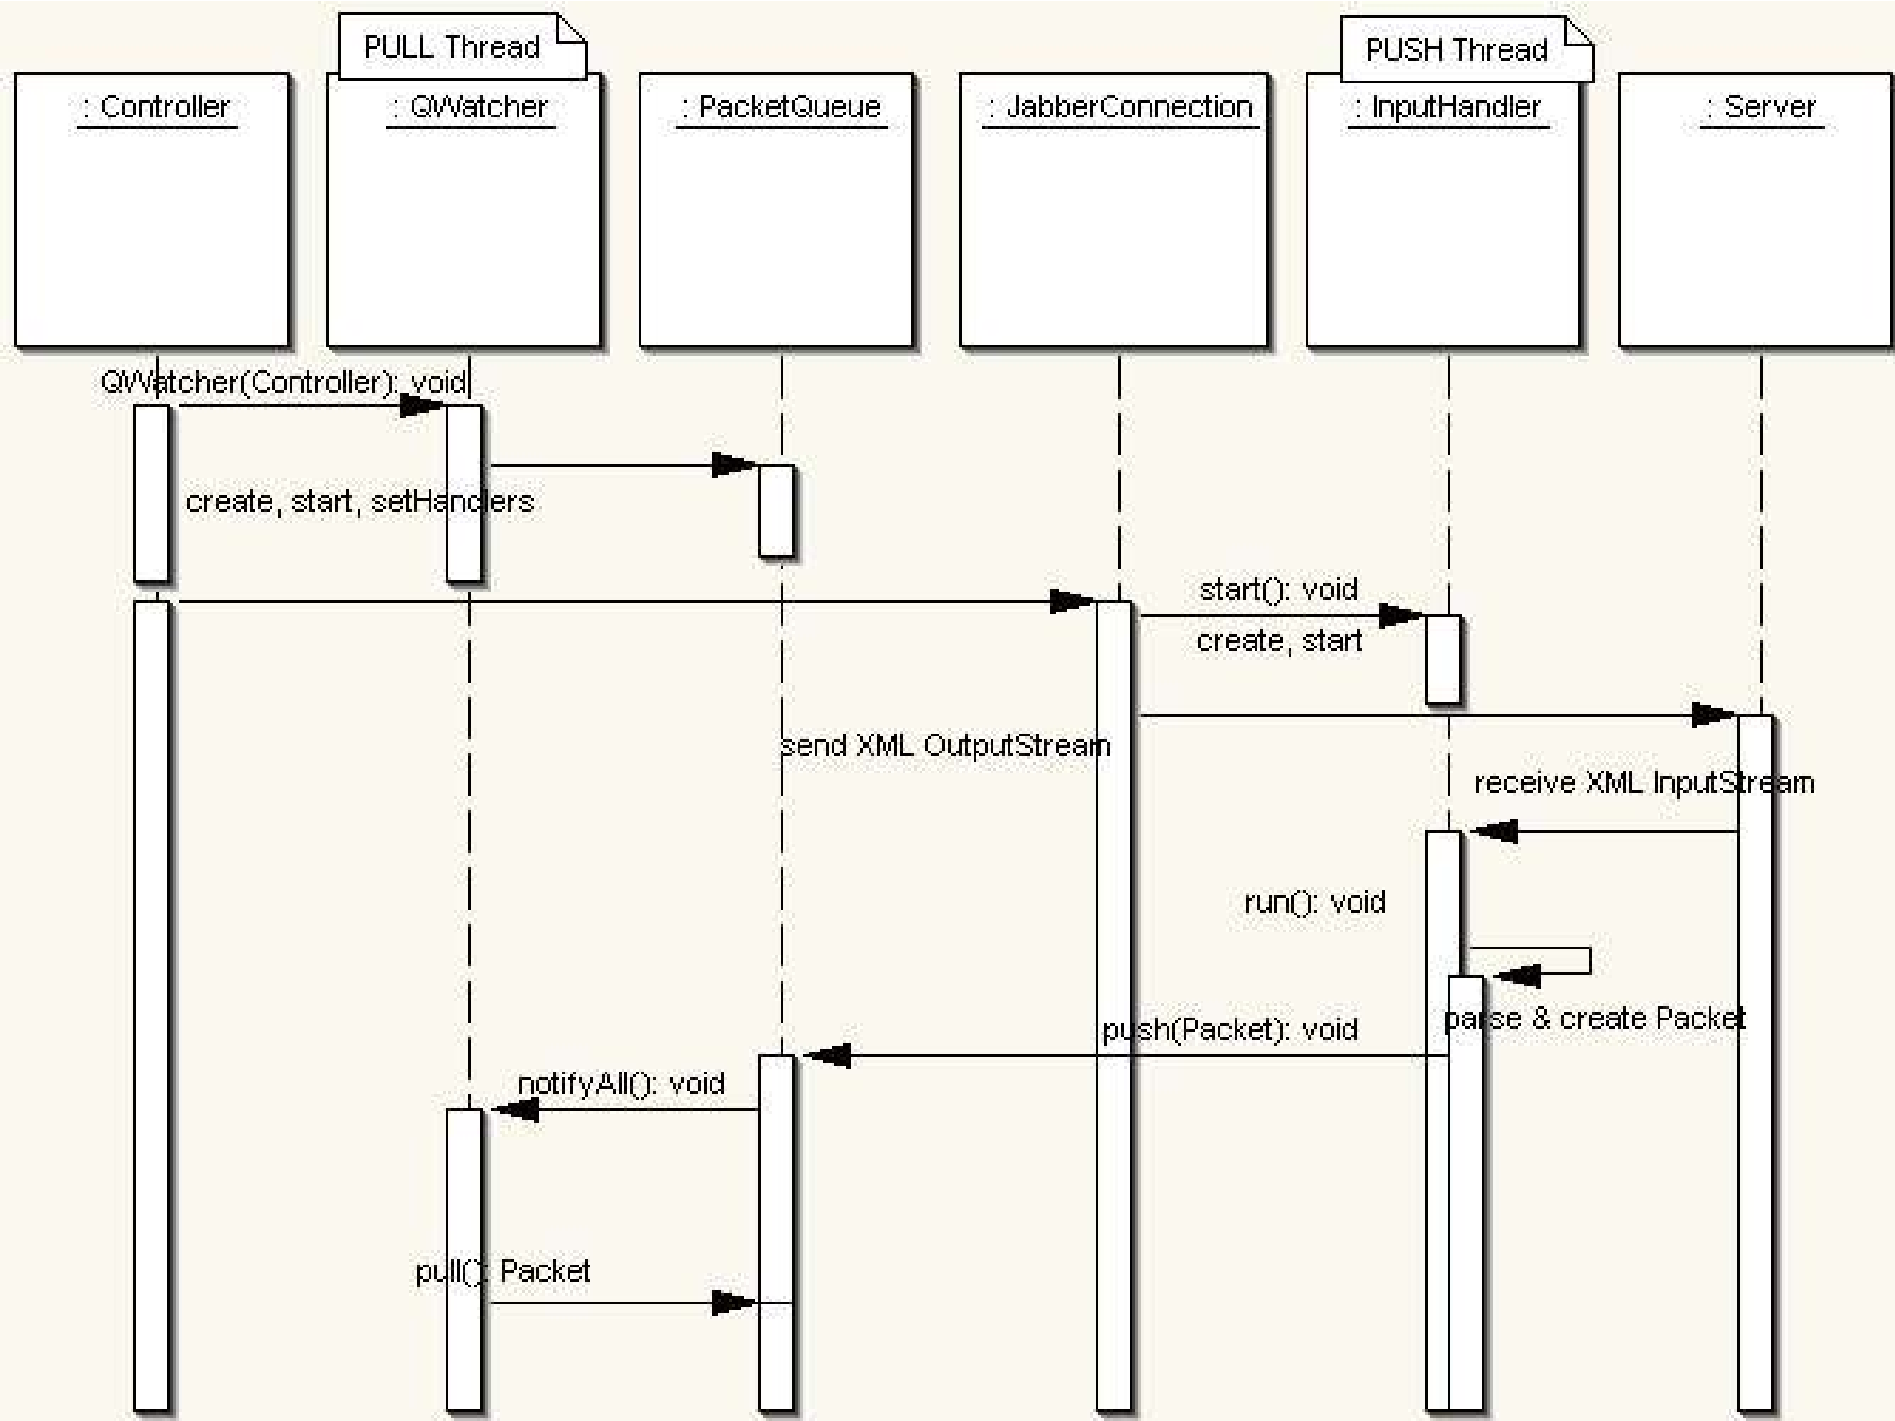 PULL Thread
PUSH Thread
: Controller
: QWatcher
: PacketQueue
: JabberConnection
: InputHandler
: Server
QWatcher(Controller): void
create, start, setHandlers
start(): void
create, start
send XML OutputStream
receive XML InputStream
run(): void
parse & create Packet
push(Packet): void
notifyAll(): void
pull(): Packet